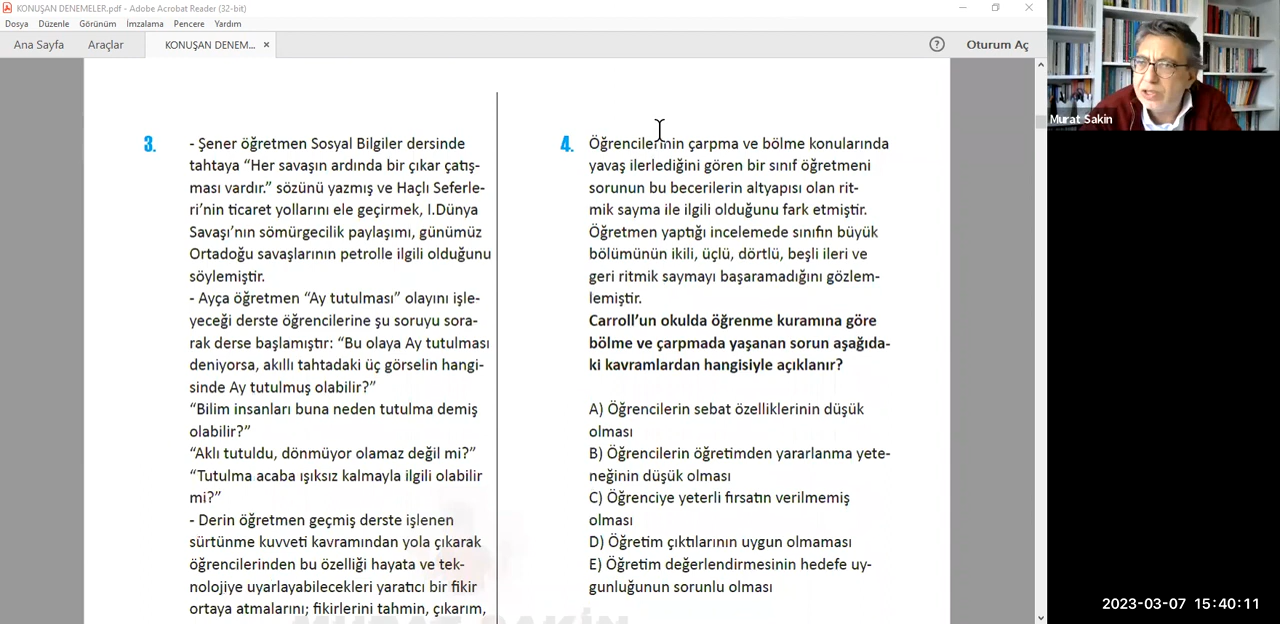 KONUŞAN DENEMELER.pdf - Adobe Acrobat Reader (32-bit)
Dosya Düzenle Görünüm İmzalama Pencere Yardım
Ana Sayfa Araçlar KONUŞAN DENEM... × Oturum Aç
3.
- Şener öğretmen Sosyal Bilgiler dersinde
tahtaya “Her savaşın ardında bir çıkar çatış-
ması vardır.” sözünü yazmış ve Haçlı Seferle-
ri’nin ticaret yollarını ele geçirmek, I.Dünya
Savaşı’nın sömürgecilik paylaşımı, günümüz
Ortadoğu savaşlarının petrolle ilgili olduğunu
söylemiştir.
- Ayça öğretmen “Ay tutulması” olayını işle-
yeceği derste öğrencilerine şu soruyu sora-
rak derse başlamıştır: “Bu olaya Ay tutulması
deniyorsa, akıllı tahtadaki üç görselin hangi-
sinde Ay tutulmuş olabilir?”
“Bilim insanları buna neden tutulma demiş
olabilir?”
“Aklı tutuldu, dönmüyor olamaz değil mi?”
“Tutulma acaba ışıksız kalmayla ilgili olabilir
mi?”
- Derin öğretmen geçmiş derste işlenen
sürtünme kuvveti kavramından yola çıkarak
öğrencilerinden bu özelliği hayata ve tek-
nolojiye uyarlayabilecekleri yaratıcı bir fikir
ortaya atmalarını; fikirlerini tahmin, çıkarım,
4.
Öğrencilerinin çarpma ve bölme konularında
yavaş ilerlediğini gören bir sınıf öğretmeni
sorunun bu becerilerin altyapısı olan rit-
mik sayma ile ilgili olduğunu fark etmiştir.
Öğretmen yaptığı incelemede sınıfın büyük
bölümünün ikili, üçlü, dörtlü, beşli ileri ve
geri ritmik saymayı başaramadığını gözlem-
lemiştir.
Carroll’un okulda öğrenme kuramına göre
bölme ve çarpmada yaşanan sorun aşağıda-
ki kavramlardan hangisiyle açıklanır?
A) Öğrencilerin sebat özelliklerinin düşük
olması
B) Öğrencilerin öğretimden yararlanma yete-
neğinin düşük olması
C) Öğrenciye yeterli fırsatın verilmemiş
olması
D) Öğretim çıktılarının uygun olmaması
E) Öğretim değerlendirmesinin hedefe uy-
gunluğunun sorunlu olması
MURAT SAKİN
Murat Sakin
2023-03-07 15:40:11